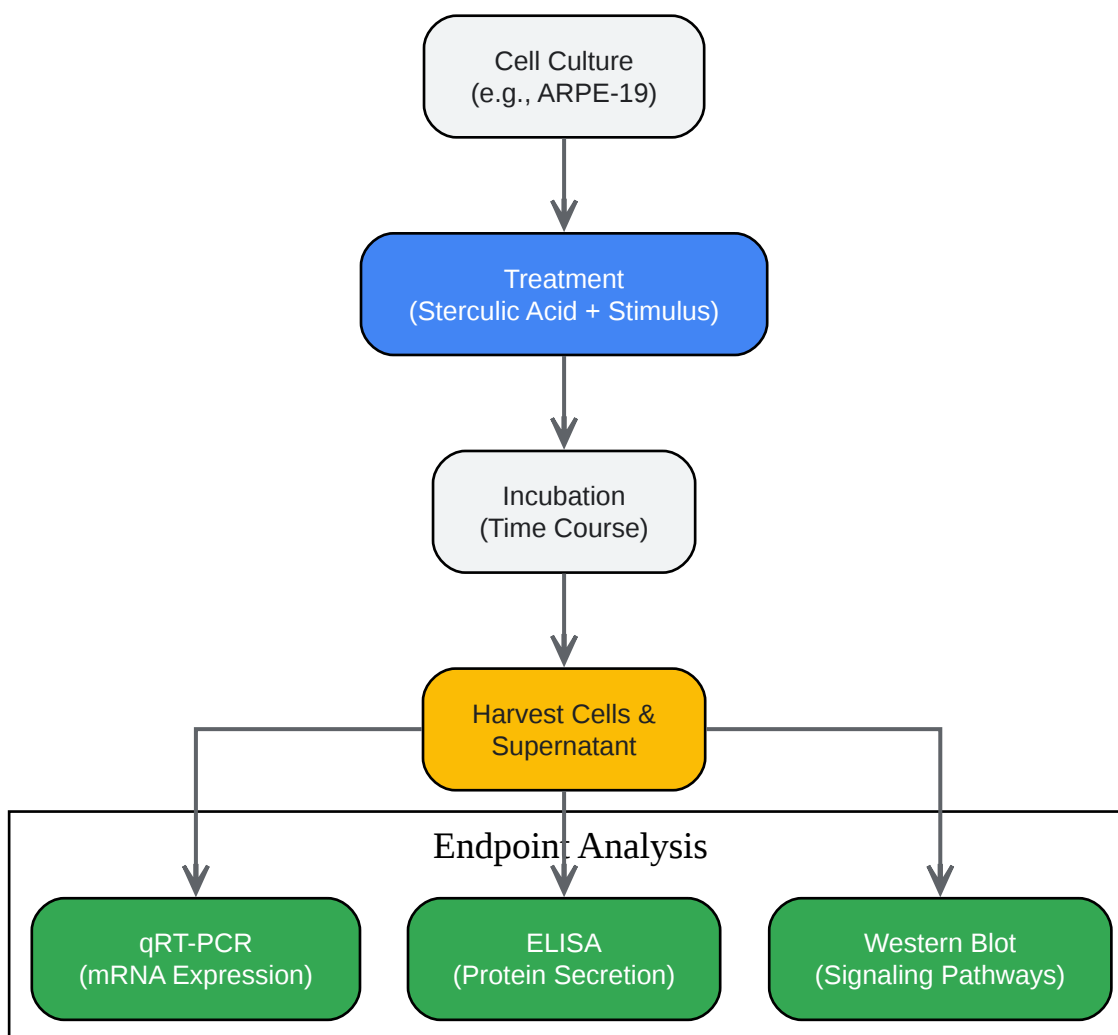 Cell Culture
(e.g., ARPE-19)
Treatment
(Sterculic Acid + Stimulus)
Incubation
(Time Course)
Harvest Cells &
Supernatant
Endpoint Analysis
qRT-PCR
(mRNA Expression)
ELISA
(Protein Secretion)
Western Blot
(Signaling Pathways)